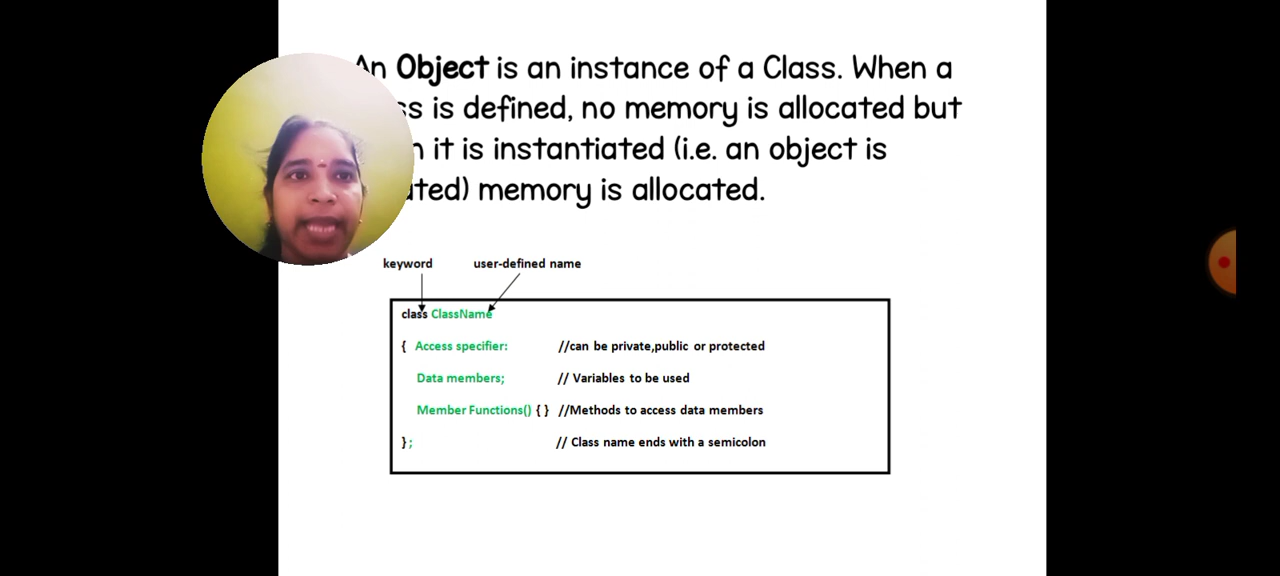 An Object is an instance of a Class. When a
is defined, no memory is allocated but
it is instantiated (i.e. an object is
memory is allocated.
keyword user-defined name
class ClassName
{ Access specifier: //can be private,public or protected
Data members; // Variables to be used
Member Functions() { } //Methods to access data members
} ; // Class name ends with a semicolon